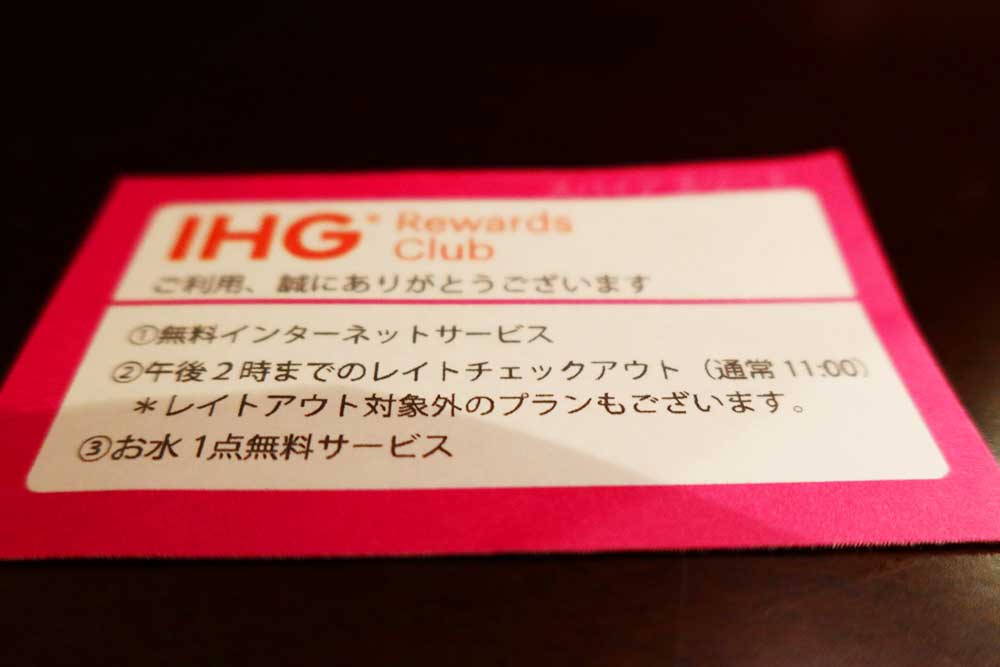 IHG® Rewards
Club
ご利用、誠にありがとうございます
①無料インターネットサービス
②午後2時までのレイトチェックアウト（通常 11:00）
＊レイトアウト対象外のプランもございます。
③お水 1点無料サービス